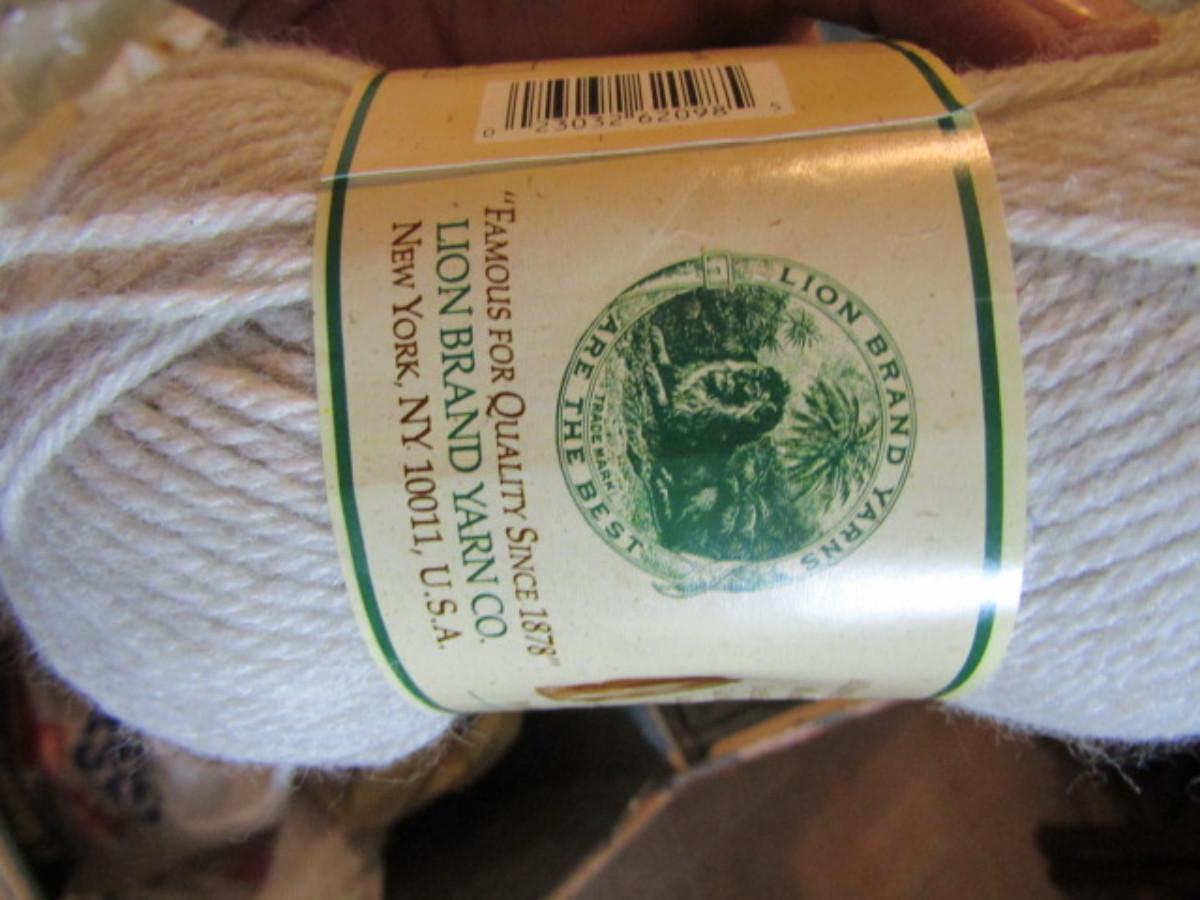 0 23032 62098 5
LION BRAND YARNS
ARE THE BEST
TRADE MARK
“FAMOUS FOR QUALITY SINCE 1878”
LION BRAND YARN CO.
NEW YORK, NY 10011, U.S.A.